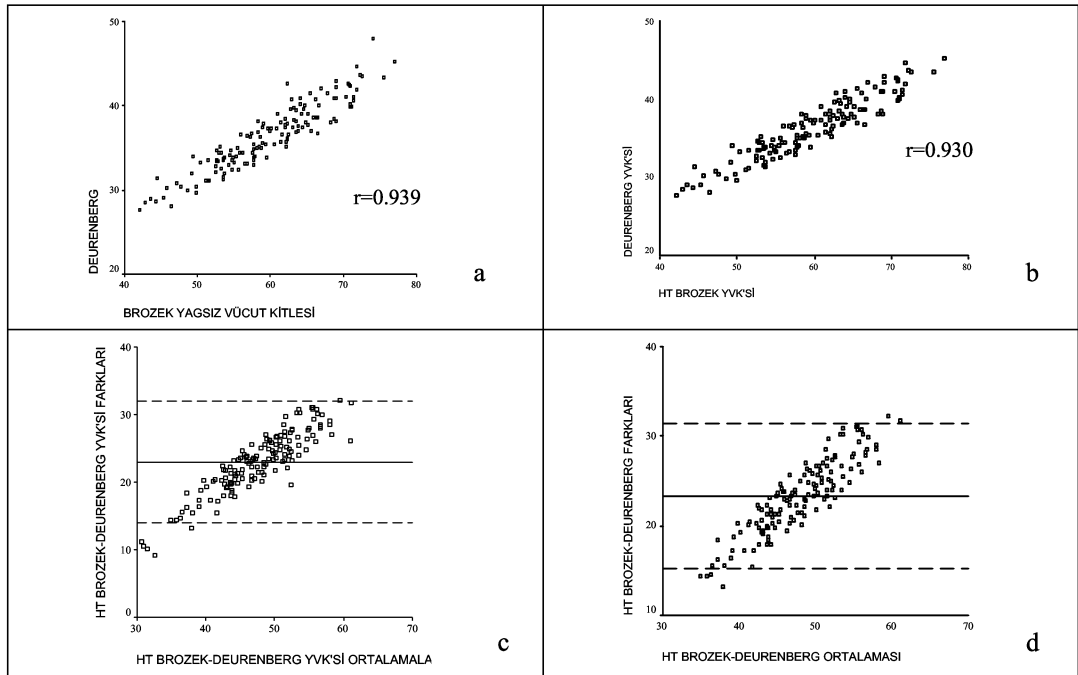 50
40
30
20
40
50
60
70
80
DEURENBERG
BROZEK YAGSIZ VÜCUT KİTLESİ
r=0.939
a
50
40
30
20
40
50
60
70
80
DEURENBERG YVK'Sİ
HT BROZEK YVK'Sİ
r=0.930
b
40
30
20
10
0
30
40
50
60
70
HT BROZEK-DEURENBERG YVK'Sİ FARKLARI
HT BROZEK-DEURENBERG YVK'Sİ ORTALAMALA
c
40
30
20
10
30
40
50
60
70
HT BROZEK-DEURENBERG FARKLARI
HT BROZEK-DEURENBERG ORTALAMASI
d